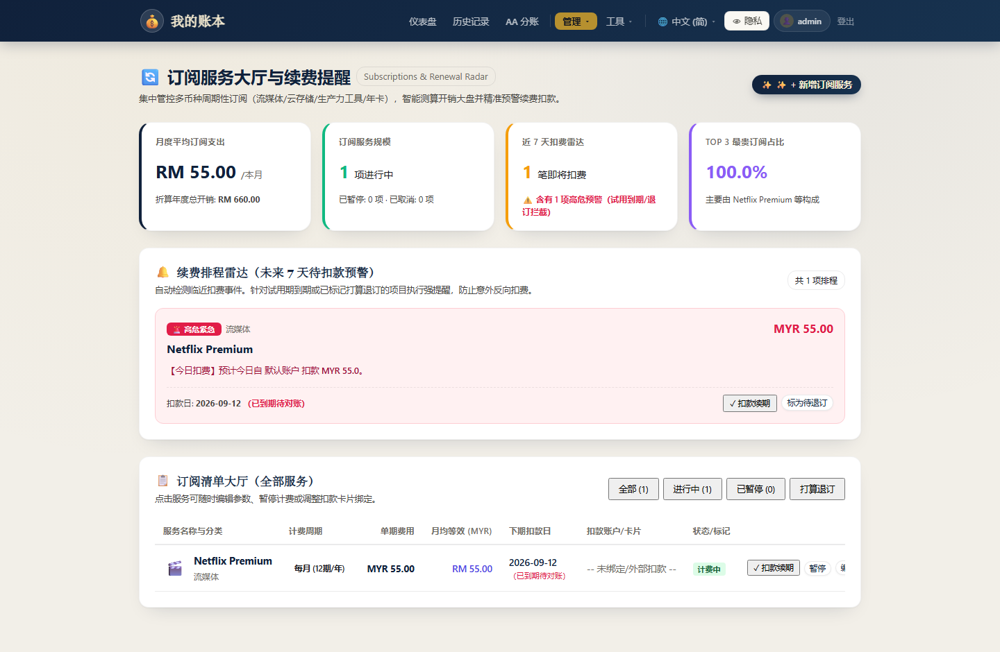 我的账本
仪表盘 历史记录 AA 分账 管理 工具 中文 (简) 隐私 admin 登出
订阅服务大厅与续费提醒 Subscriptions & Renewal Radar
+ 新增订阅服务
集中管控多币种周期性订阅（流媒体/云存储/生产力工具/年卡），智能测算开销大盘并精准预警续费扣款。
月度平均订阅支出
RM 55.00 /本月
折算年度总开销: RM 660.00
订阅服务规模
1 项进行中
已暂停: 0 项 · 已取消: 0 项
近 7 天扣费雷达
1 笔即将扣费
⚠️ 含有 1 项高危预警（试用到期/退
订拦截）
TOP 3 最贵订阅占比
100.0%
主要由 Netflix Premium 等构成
续费排程雷达（未来 7 天待扣款预警）
自动检测临近扣费事件。针对试用期到期或已标记打算退订的项目执行强提醒，防止意外反向扣费。
共 1 项排程
高危紧急 流媒体
MYR 55.00
Netflix Premium
【今日扣费】预计今日自 默认账户 扣款 MYR 55.0。
扣款日: 2026-09-12 （已到期待对账）
✓ 扣款续期 标为待退订
订阅清单大厅（全部服务）
点击服务可随时编辑参数、暂停计费或调整扣款卡片绑定。
全部 (1) 进行中 (1) 已暂停 (0) 打算退订
服务名称与分类 计费周期 单期费用 月均等效 (MYR) 下期扣款日 扣款账户/卡片 状态/标记
Netflix Premium
流媒体
每月 (12期/年) MYR 55.00 RM 55.00
2026-09-12
（已到期待对账）
-- 未绑定/外部扣款 -- 计费中 ✓ 扣款续期 暂停